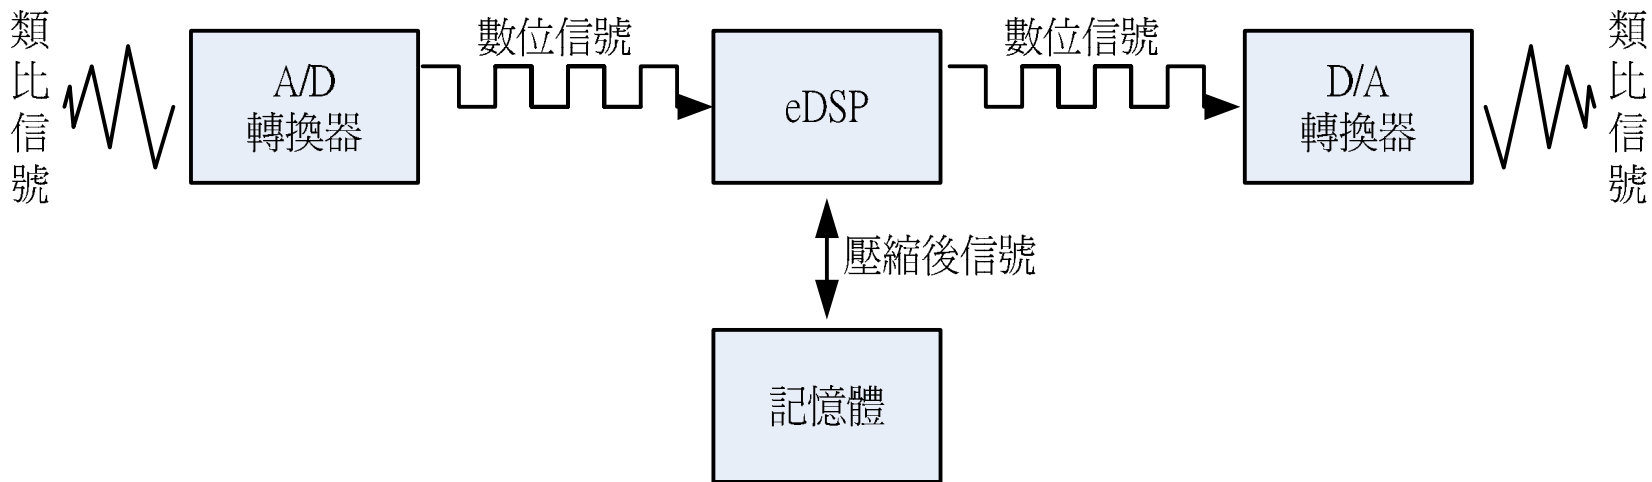 類比信號
A/D
轉換器
數位信號
eDSP
數位信號
D/A
轉換器
類比信號
壓縮後信號
記憶體